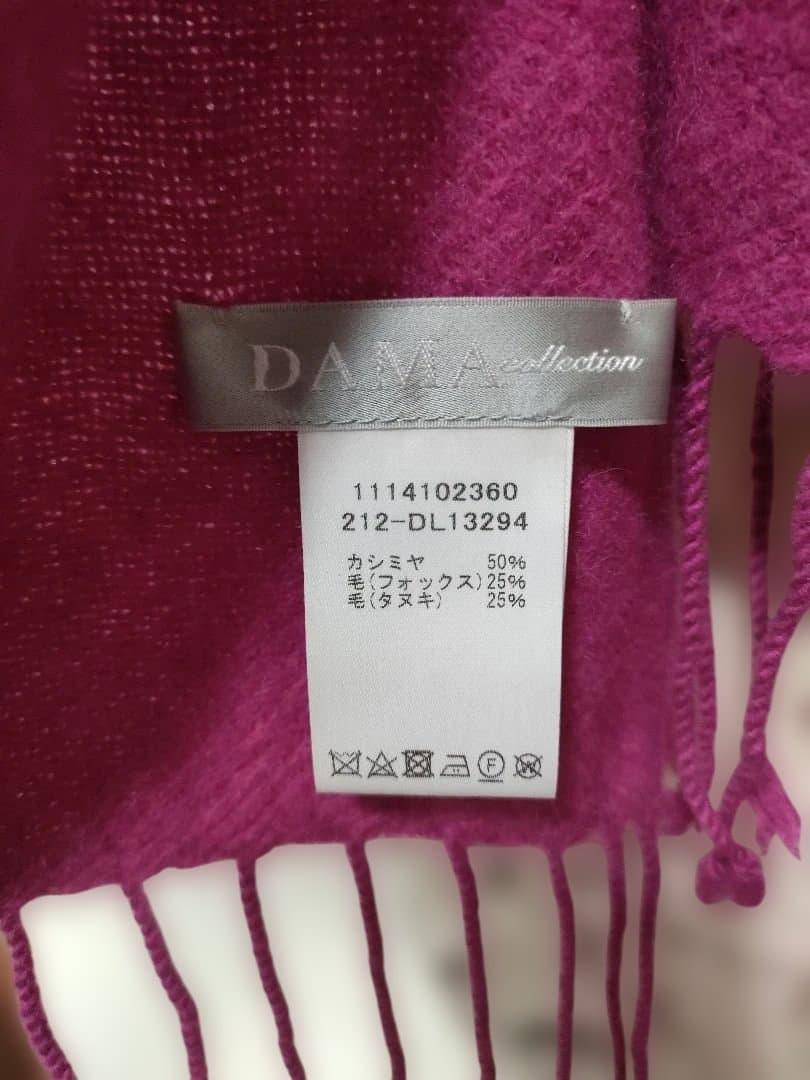 DAMA collection
1114102360
212-DL13294
カシミヤ 50%
毛(フォックス)25%
毛(タヌキ) 25%
F W